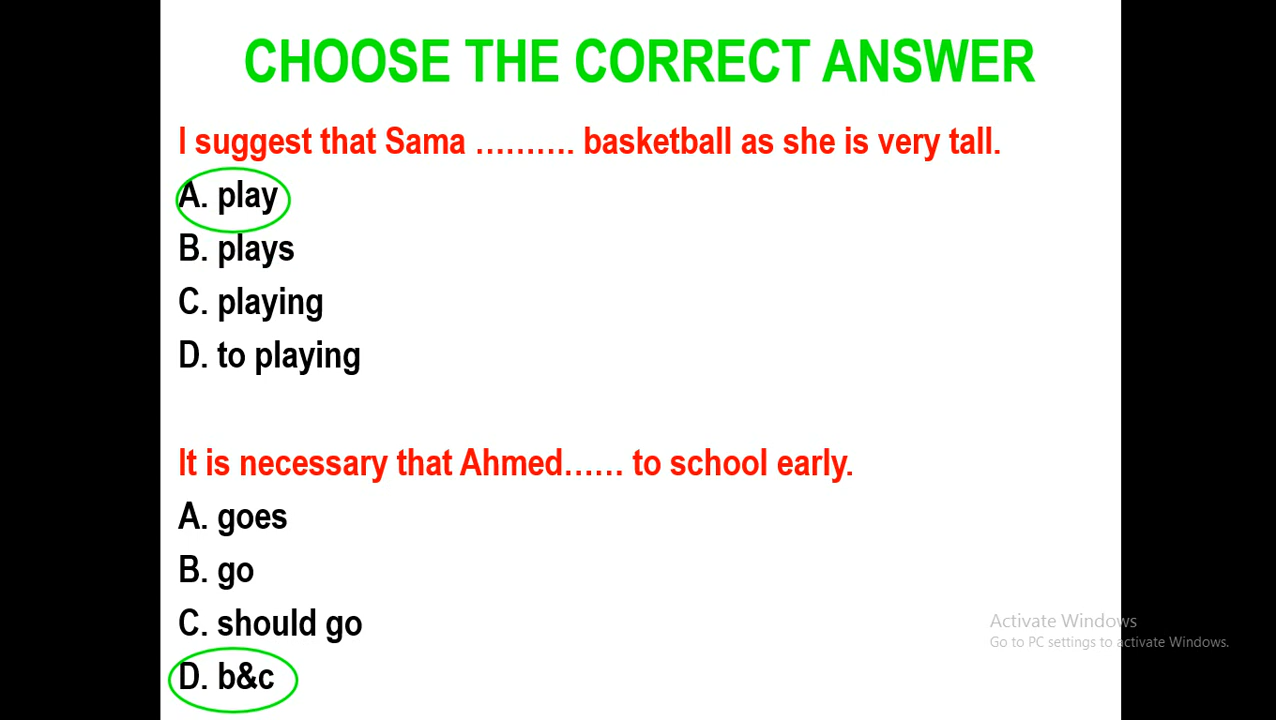 CHOOSE THE CORRECT ANSWER
I suggest that Sama .......... basketball as she is very tall.
A. play
B. plays
C. playing
D. to playing
It is necessary that Ahmed...... to school early.
A. goes
B. go
C. should go
D. b&c
Activate Windows
Go to PC settings to activate Windows.